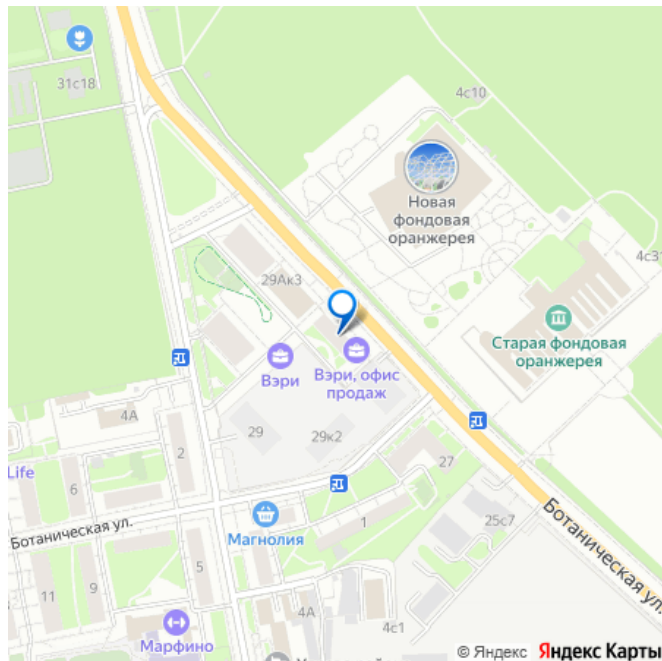 31с18
4с10
Новая
фондовая
оранжерея
4с31
29Ак3
Старая фондовая
оранжерея
Вэри
Вэри, офис
продаж
4А
29
29к2
2
27
Life
6
Ботаническая ул.
Магнолия
1
25с7
Ботаническая ул.
5
9
11
4А
4с1
Марфино
© Яндекс Яндекс Карты